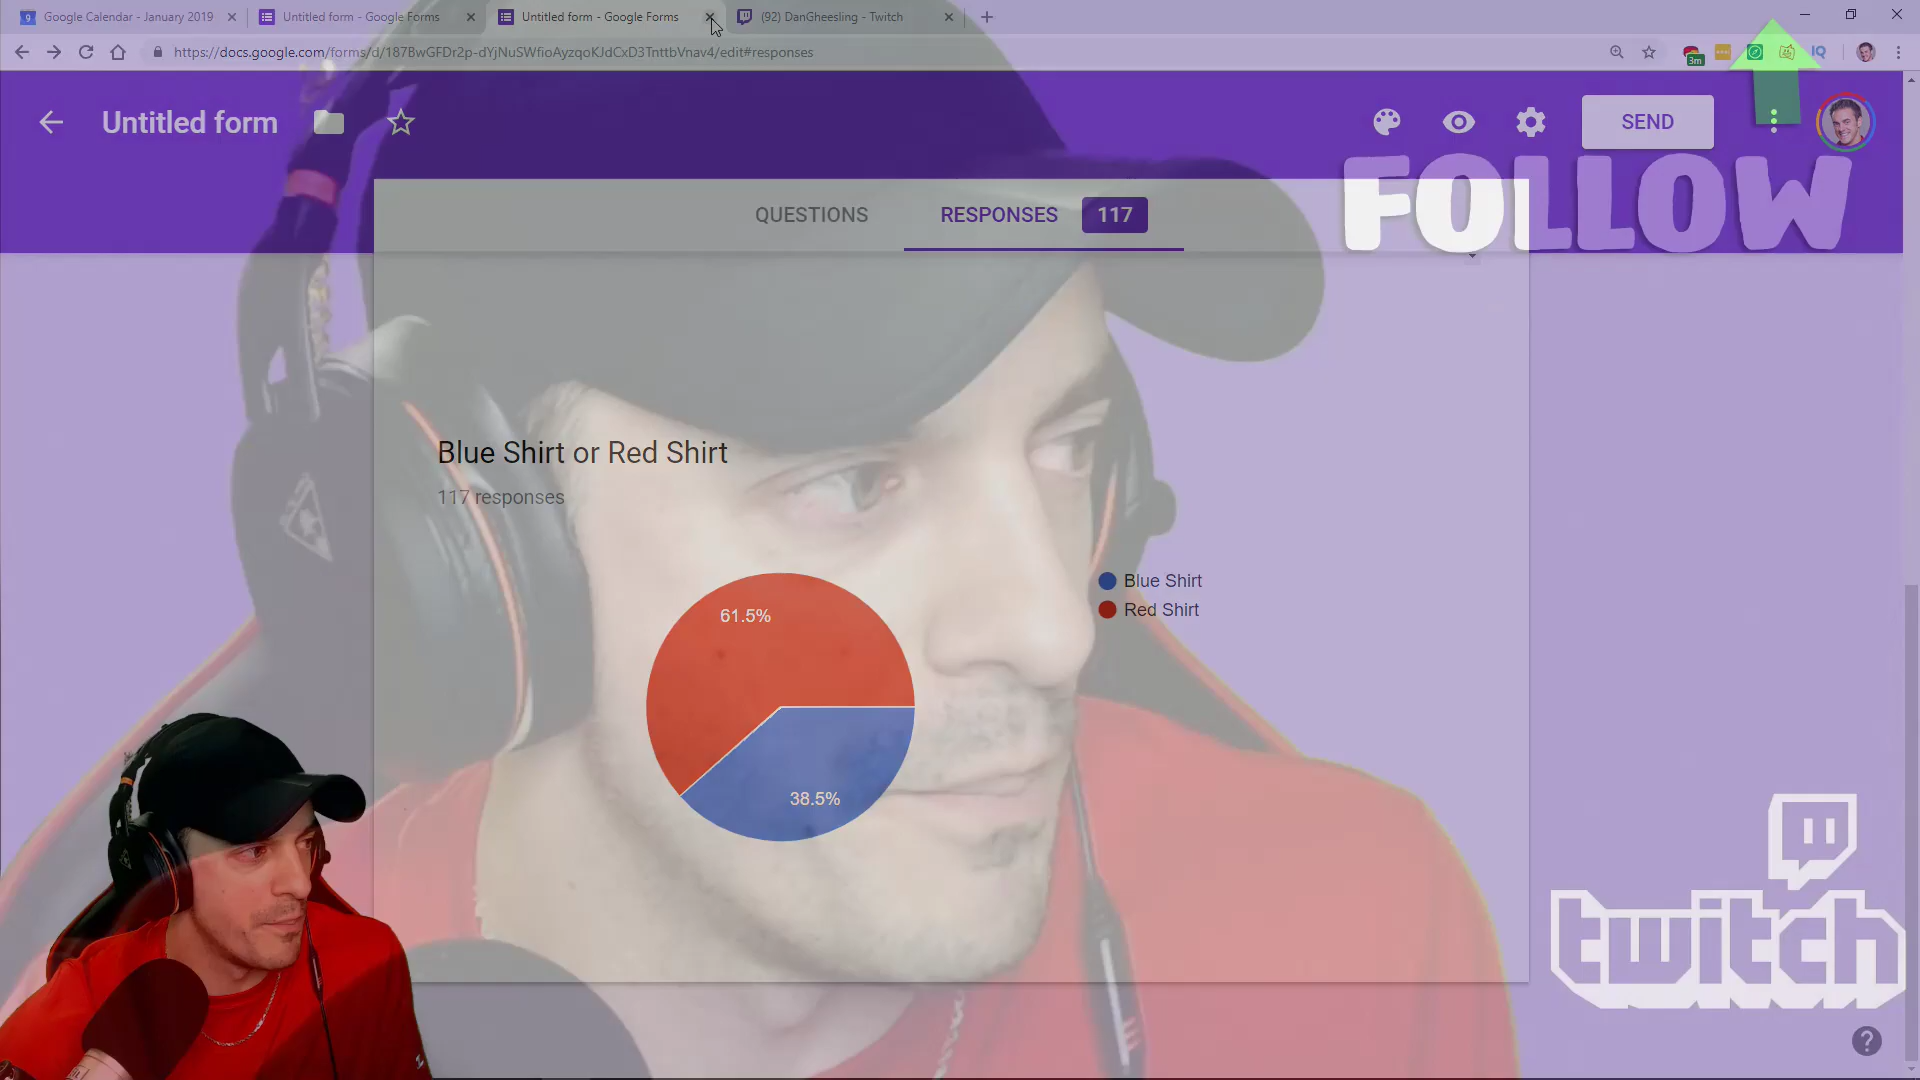 Google Calendar - January 2019
Untitled form - Google Forms
Untitled form - Google Forms
(92) DanGheesling - Twitch
https://docs.google.com/forms/d/187BwGFDr2p-dYjNuSWfioAyzqoKJdCxD3TnttbVnav4/edit#responses
3m
IQ
Untitled form
SEND
FOLLOW
QUESTIONS
RESPONSES
117
Blue Shirt or Red Shirt
117 responses
61.5%
38.5%
Blue Shirt
Red Shirt
twitch
?